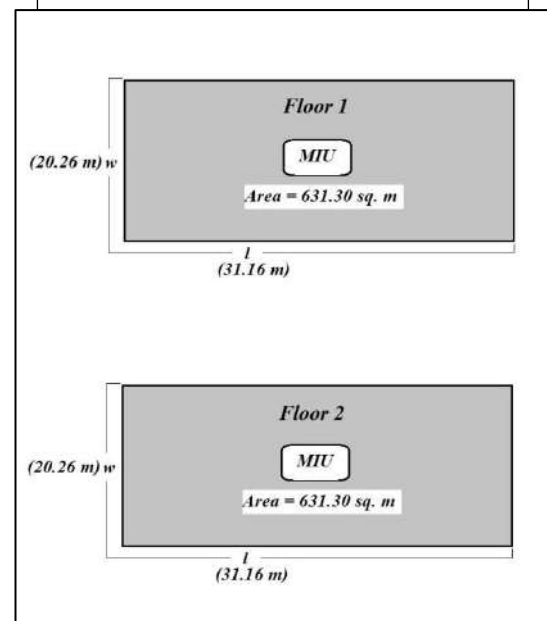 Floor 1
(20.26 m) w
MIU
Area = 631.30 sq. m
l
(31.16 m)
Floor 2
(20.26 m) w
MIU
Area = 631.30 sq. m
l
(31.16 m)